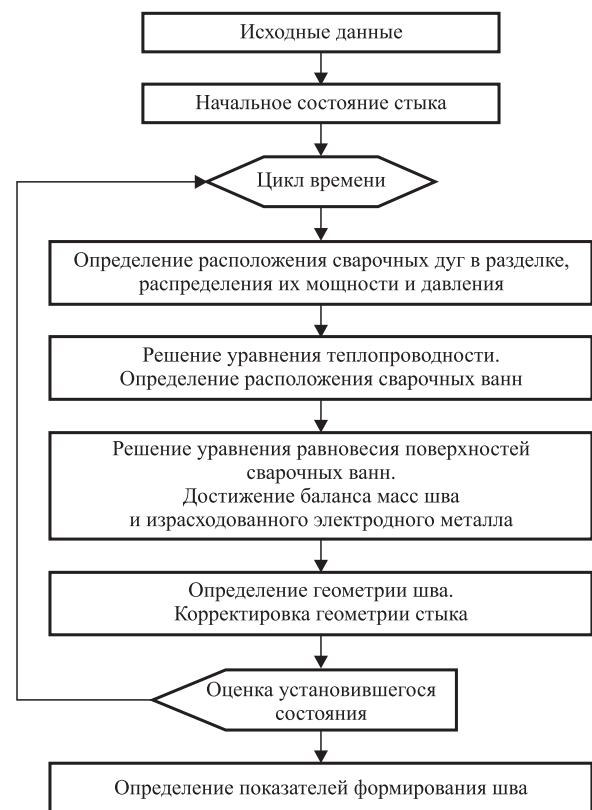 Исходные данные
Начальное состояние стыка
Цикл времени
Определение расположения сварочных дуг в разделке,
распределения их мощности и давления
Решение уравнения теплопроводности.
Определение расположения сварочных ванн
Решение уравнения равновесия поверхностей
сварочных ванн.
Достижение баланса масс шва
и израсходованного электродного металла
Определение геометрии шва.
Корректировка геометрии стыка
Оценка установившегося
состояния
Определение показателей формирования шва